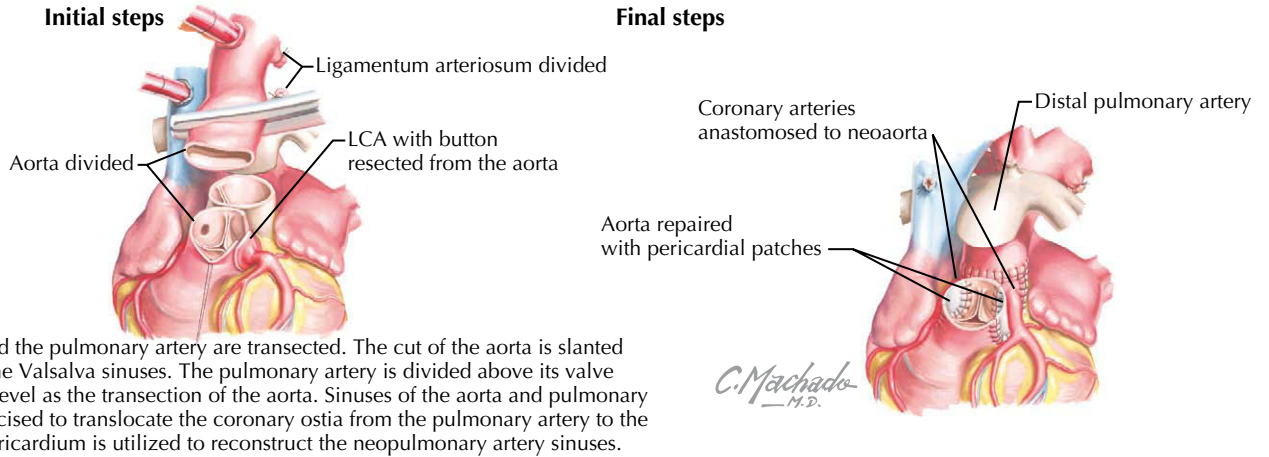 Initial steps
Final steps
Ligamentum arteriosum divided
LCA with button
resected from the aorta
Aorta divided
Coronary arteries
anastomosed to neoaorta
Distal pulmonary artery
Aorta repaired
with pericardial patches
d the pulmonary artery are transected. The cut of the aorta is slanted
e Valsalva sinuses. The pulmonary artery is divided above its valve
evel as the transection of the aorta. Sinuses of the aorta and pulmonary
cised to translocate the coronary ostia from the pulmonary artery to the
ricardium is utilized to reconstruct the neopulmonary artery sinuses.
C. Machado
M.D.